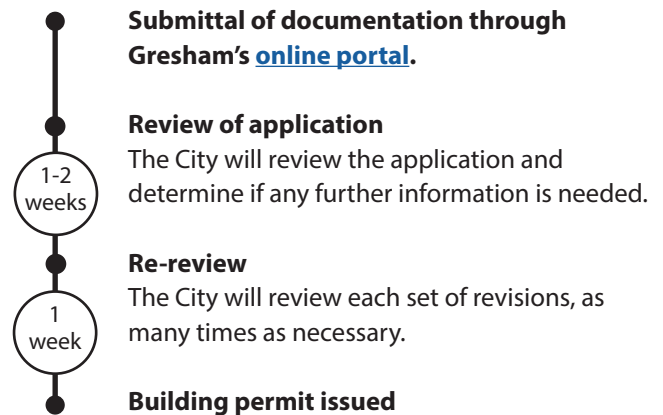 Submittal of documentation through
Gresham's online portal.
Review of application
The City will review the application and
determine if any further information is needed.
1-2
weeks
Re-review
The City will review each set of revisions, as
many times as necessary.
1
week
Building permit issued